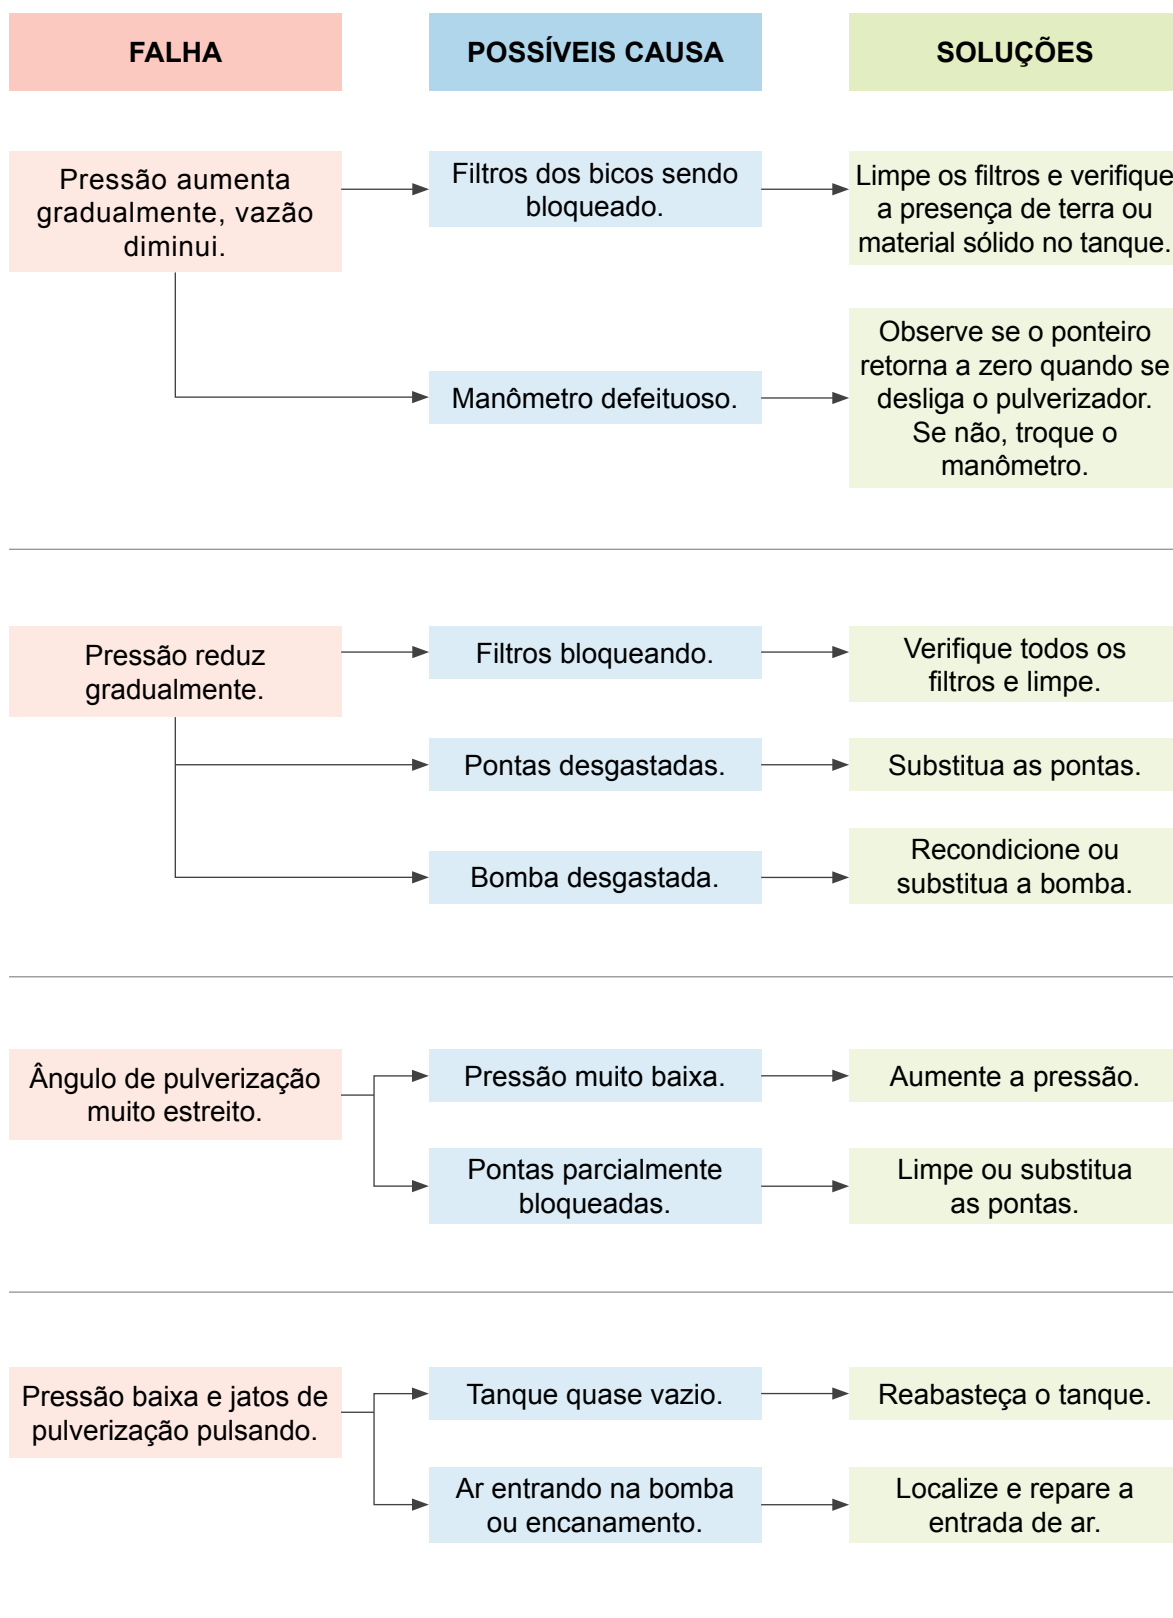 FALHA
POSSÍVEIS CAUSA
SOLUÇÕES
Pressão aumenta
gradualmente, vazão
diminui.
Filtros dos bicos sendo
bloqueado.
Limpe os filtros e verifique
a presença de terra ou
material sólido no tanque.
Manômetro defeituoso.
Observe se o ponteiro
retorna a zero quando se
desliga o pulverizador.
Se não, troque o
manômetro.
Pressão reduz
gradualmente.
Filtros bloqueando.
Verifique todos os
filtros e limpe.
Pontas desgastadas.
Substitua as pontas.
Bomba desgastada.
Recondicione ou
substitua a bomba.
Ângulo de pulverização
muito estreito.
Pressão muito baixa.
Aumente a pressão.
Pontas parcialmente
bloqueadas.
Limpe ou substitua
as pontas.
Pressão baixa e jatos de
pulverização pulsando.
Tanque quase vazio.
Reabasteça o tanque.
Ar entrando na bomba
ou encanamento.
Localize e repare a
entrada de ar.